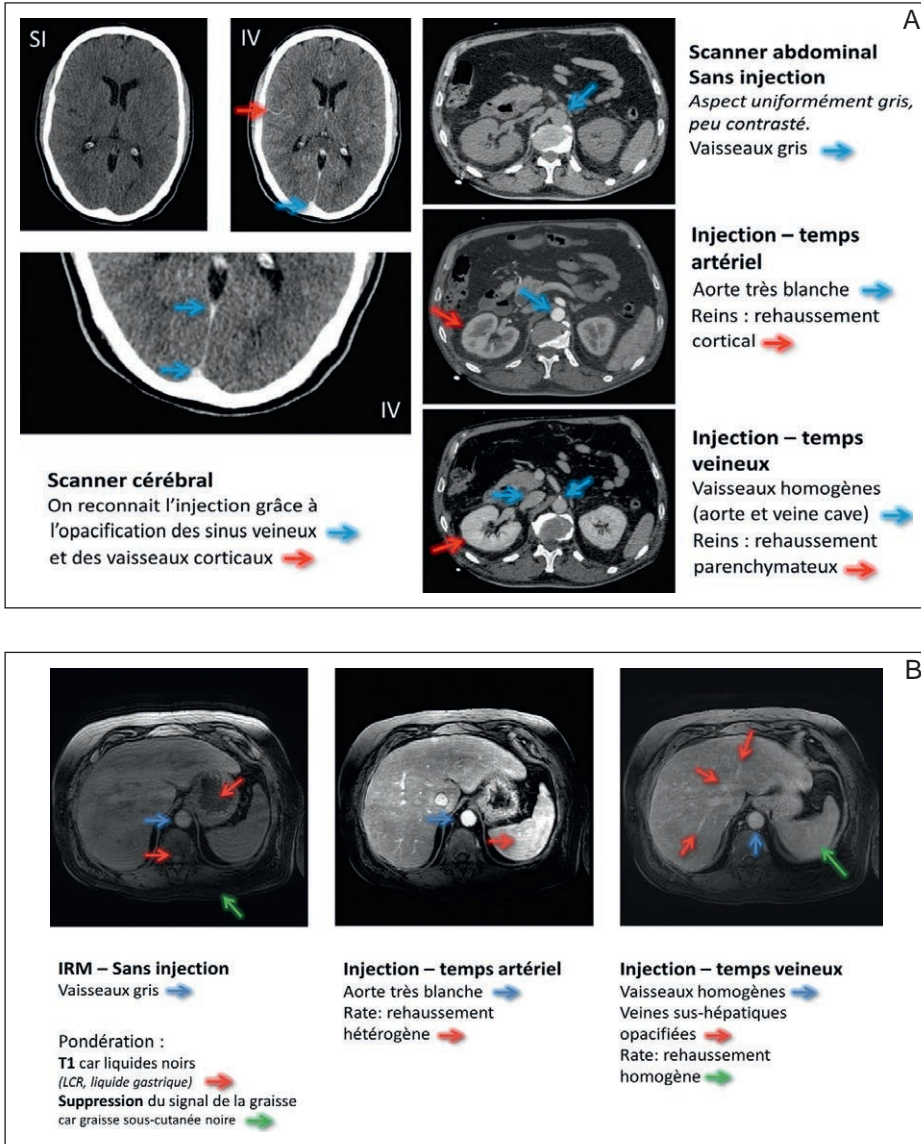 A
SI
IV
IV
Scanner cérébral
On reconnait l'injection grâce à
l'opacification des sinus veineux
et des vaisseaux corticaux
Scanner abdominal
Sans injection
Aspect uniformément gris,
peu contrasté.
Vaisseaux gris
Injection – temps
artériel
Aorte très blanche
Reins : rehaussement
cortical
Injection – temps
veineux
Vaisseaux homogènes
(aorte et veine cave)
Reins : rehaussement
parenchymateux
B
IRM – Sans injection
Vaisseaux gris
Pondération :
T1 car liquides noirs
(LCR, liquide gastrique)
Suppression du signal de la graisse
car graisse sous-cutanée noire
Injection – temps artériel
Aorte très blanche
Rate: rehaussement
hétérogène
Injection – temps veineux
Vaisseaux homogènes
Veines sus-hépatiques
opacifiées
Rate: rehaussement
homogène